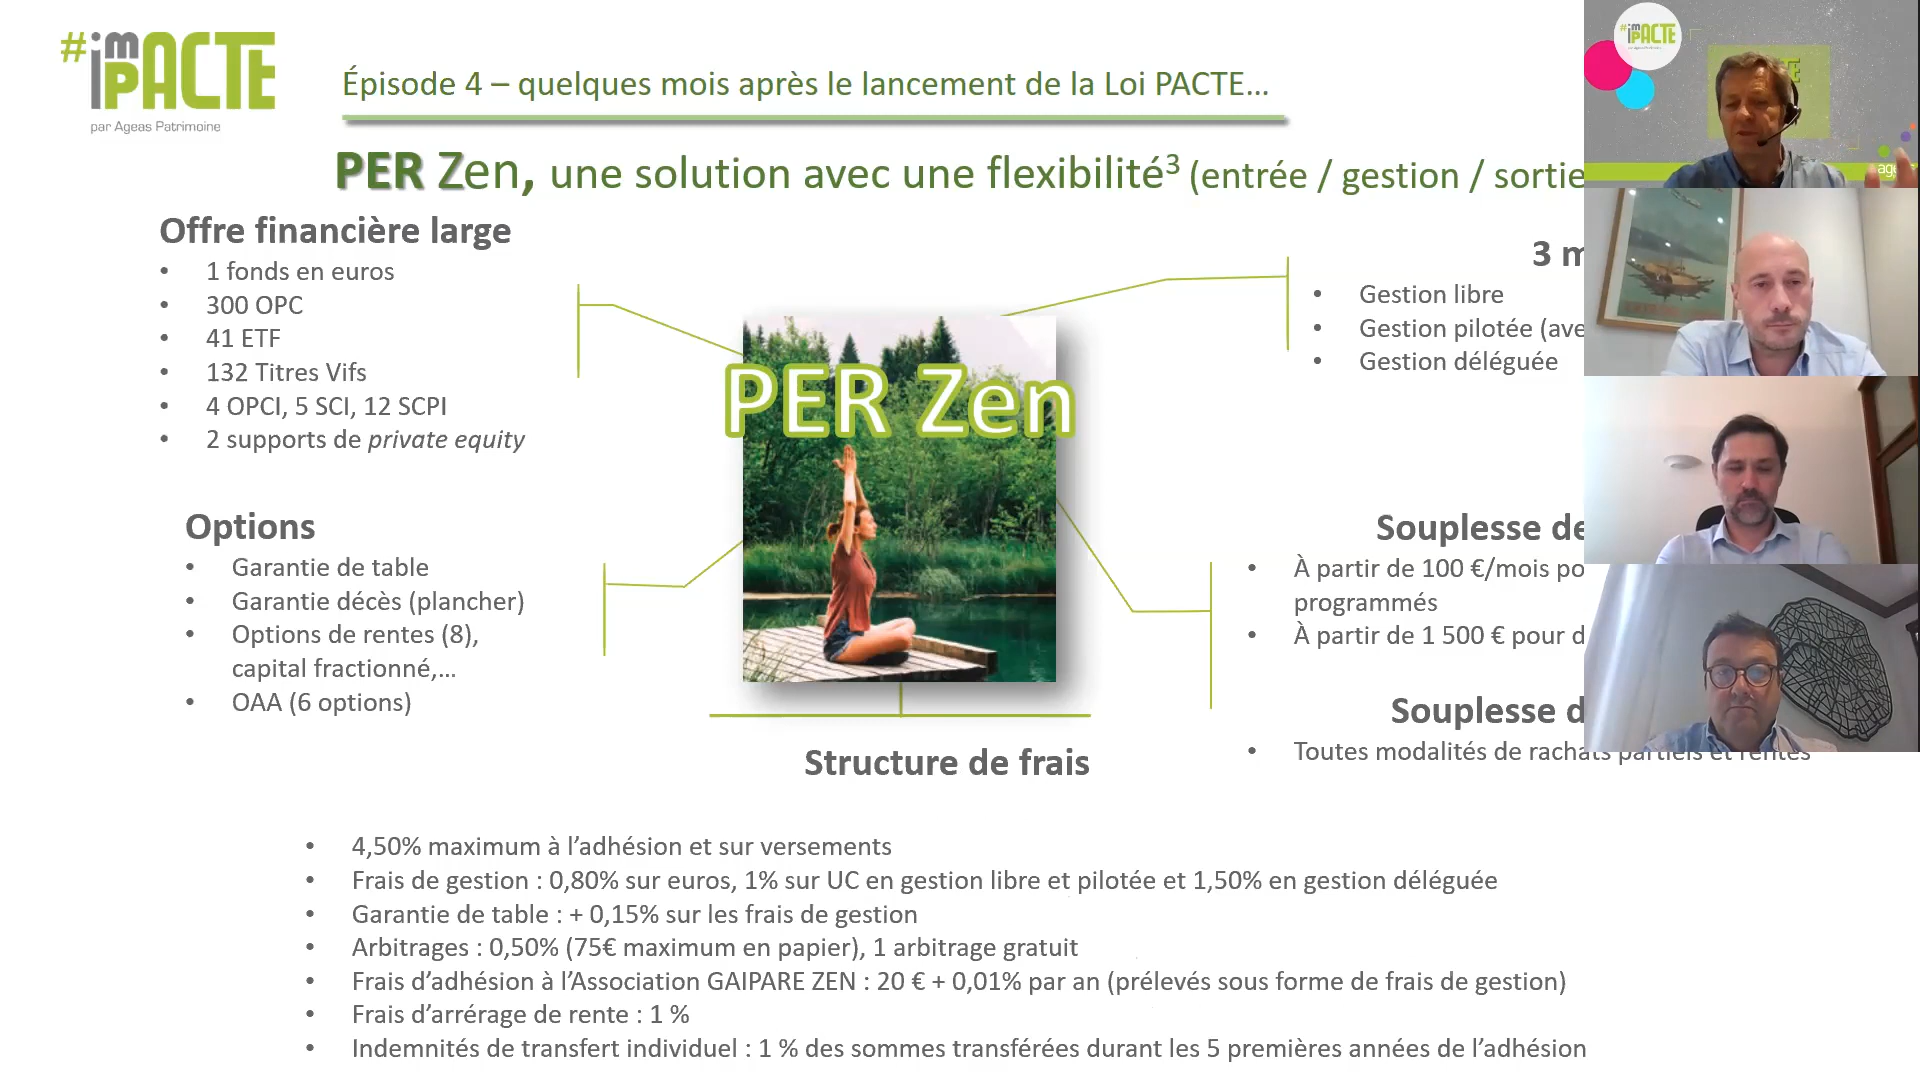 #imPACTE
par Ageas Patrimoine
Épisode 4 – quelques mois après le lancement de la Loi PACTE…
PER Zen, une solution avec une flexibilité³ (entrée / gestion / sortie
Offre financière large
• 1 fonds en euros
• 300 OPC
• 41 ETF
• 132 Titres Vifs
• 4 OPCI, 5 SCI, 12 SCPI
• 2 supports de private equity
Options
• Garantie de table
• Garantie décès (plancher)
• Options de rentes (8),
capital fractionné,…
• OAA (6 options)
PER Zen
3
• Gestion libre
• Gestion pilotée
• Gestion déléguée
Souplesse de
• À partir de 100 €/mois
programmés
• À partir de 1 500 € pour
Souplesse
• Toutes modalités de rachats partiels et rentes
Structure de frais
• 4,50% maximum à l’adhésion et sur versements
• Frais de gestion : 0,80% sur euros, 1% sur UC en gestion libre et pilotée et 1,50% en gestion déléguée
• Garantie de table : + 0,15% sur les frais de gestion
• Arbitrages : 0,50% (75€ maximum en papier), 1 arbitrage gratuit
• Frais d’adhésion à l’Association GAIPARE ZEN : 20 € + 0,01% par an (prélevés sous forme de frais de gestion)
• Frais d’arrérage de rente : 1 %
• Indemnités de transfert individuel : 1 % des sommes transférées durant les 5 premières années de l’adhésion
#imPACTE